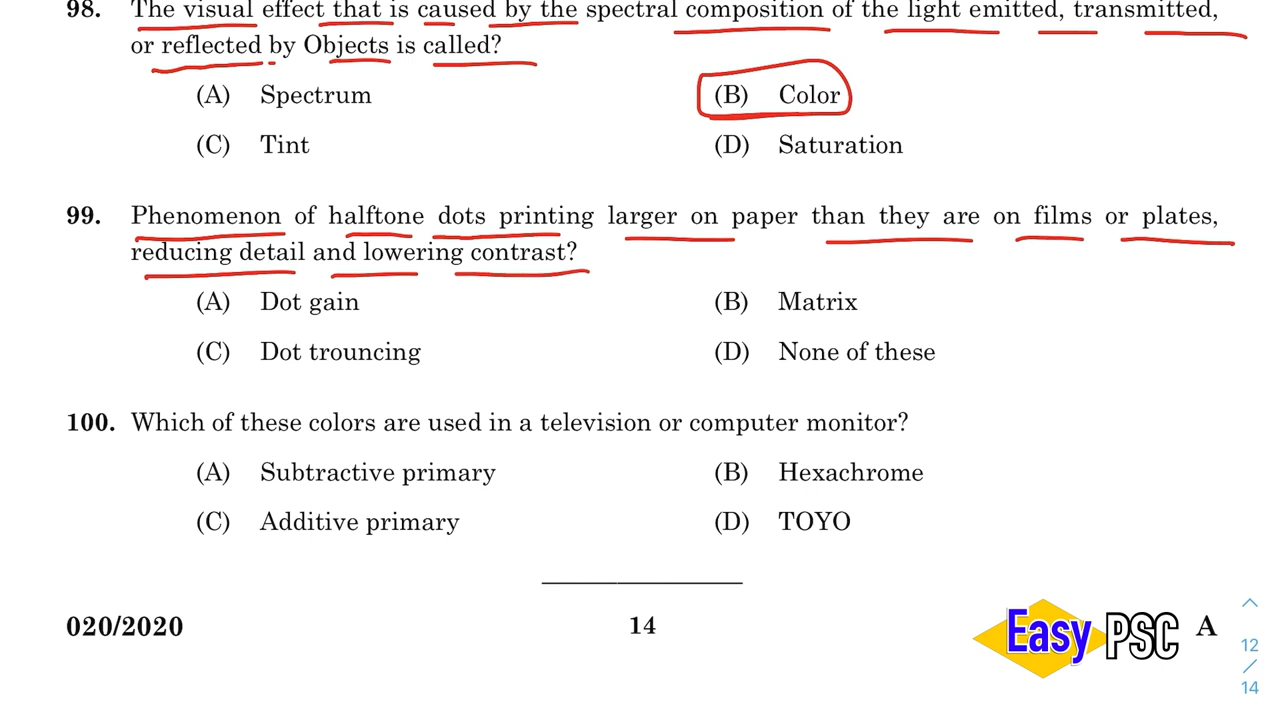 98. The visual effect that is caused by the spectral composition of the light emitted, transmitted,
or reflected by Objects is called?
(A) Spectrum (B) Color
(C) Tint (D) Saturation
99. Phenomenon of halftone dots printing larger on paper than they are on films or plates,
reducing detail and lowering contrast?
(A) Dot gain (B) Matrix
(C) Dot trouncing (D) None of these
100. Which of these colors are used in a television or computer monitor?
(A) Subtractive primary (B) Hexachrome
(C) Additive primary (D) TOYO
020/2020 14 Easy PSC A
12
/
14